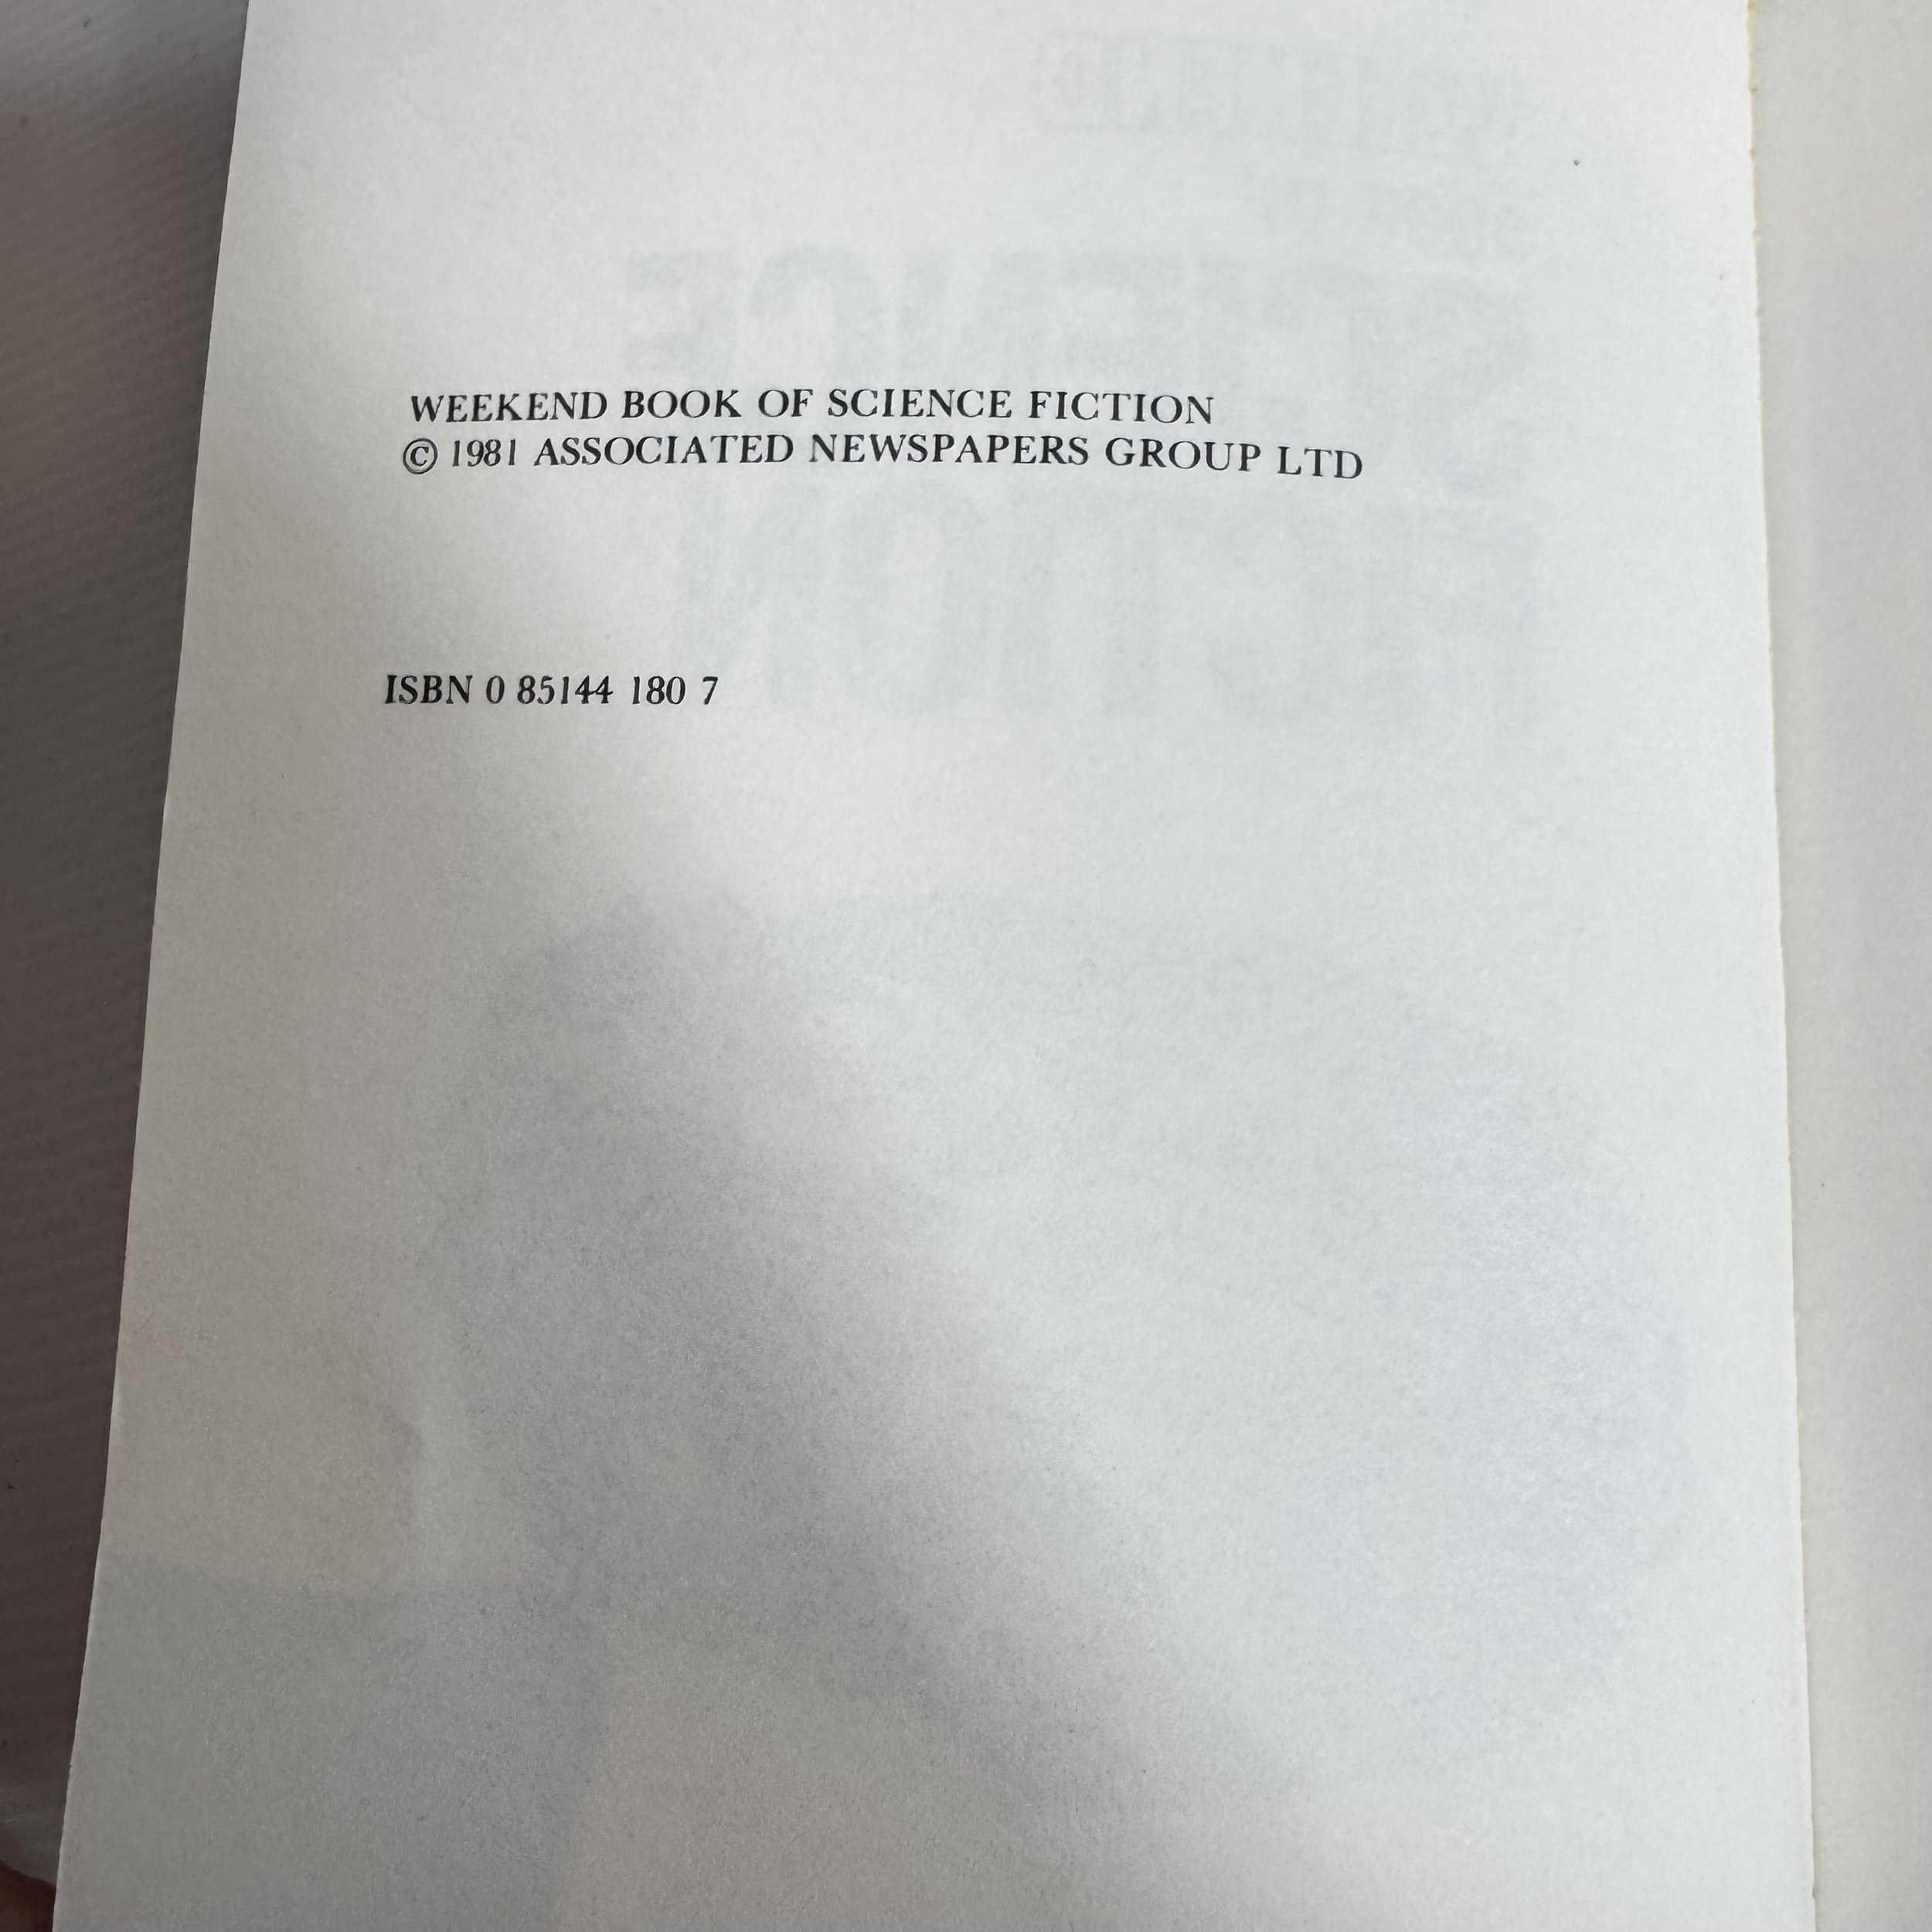 WEEKEND BOOK OF SCIENCE FICTION
© 1981 ASSOCIATED NEWSPAPERS GROUP LTD
ISBN 0 85144 180 7